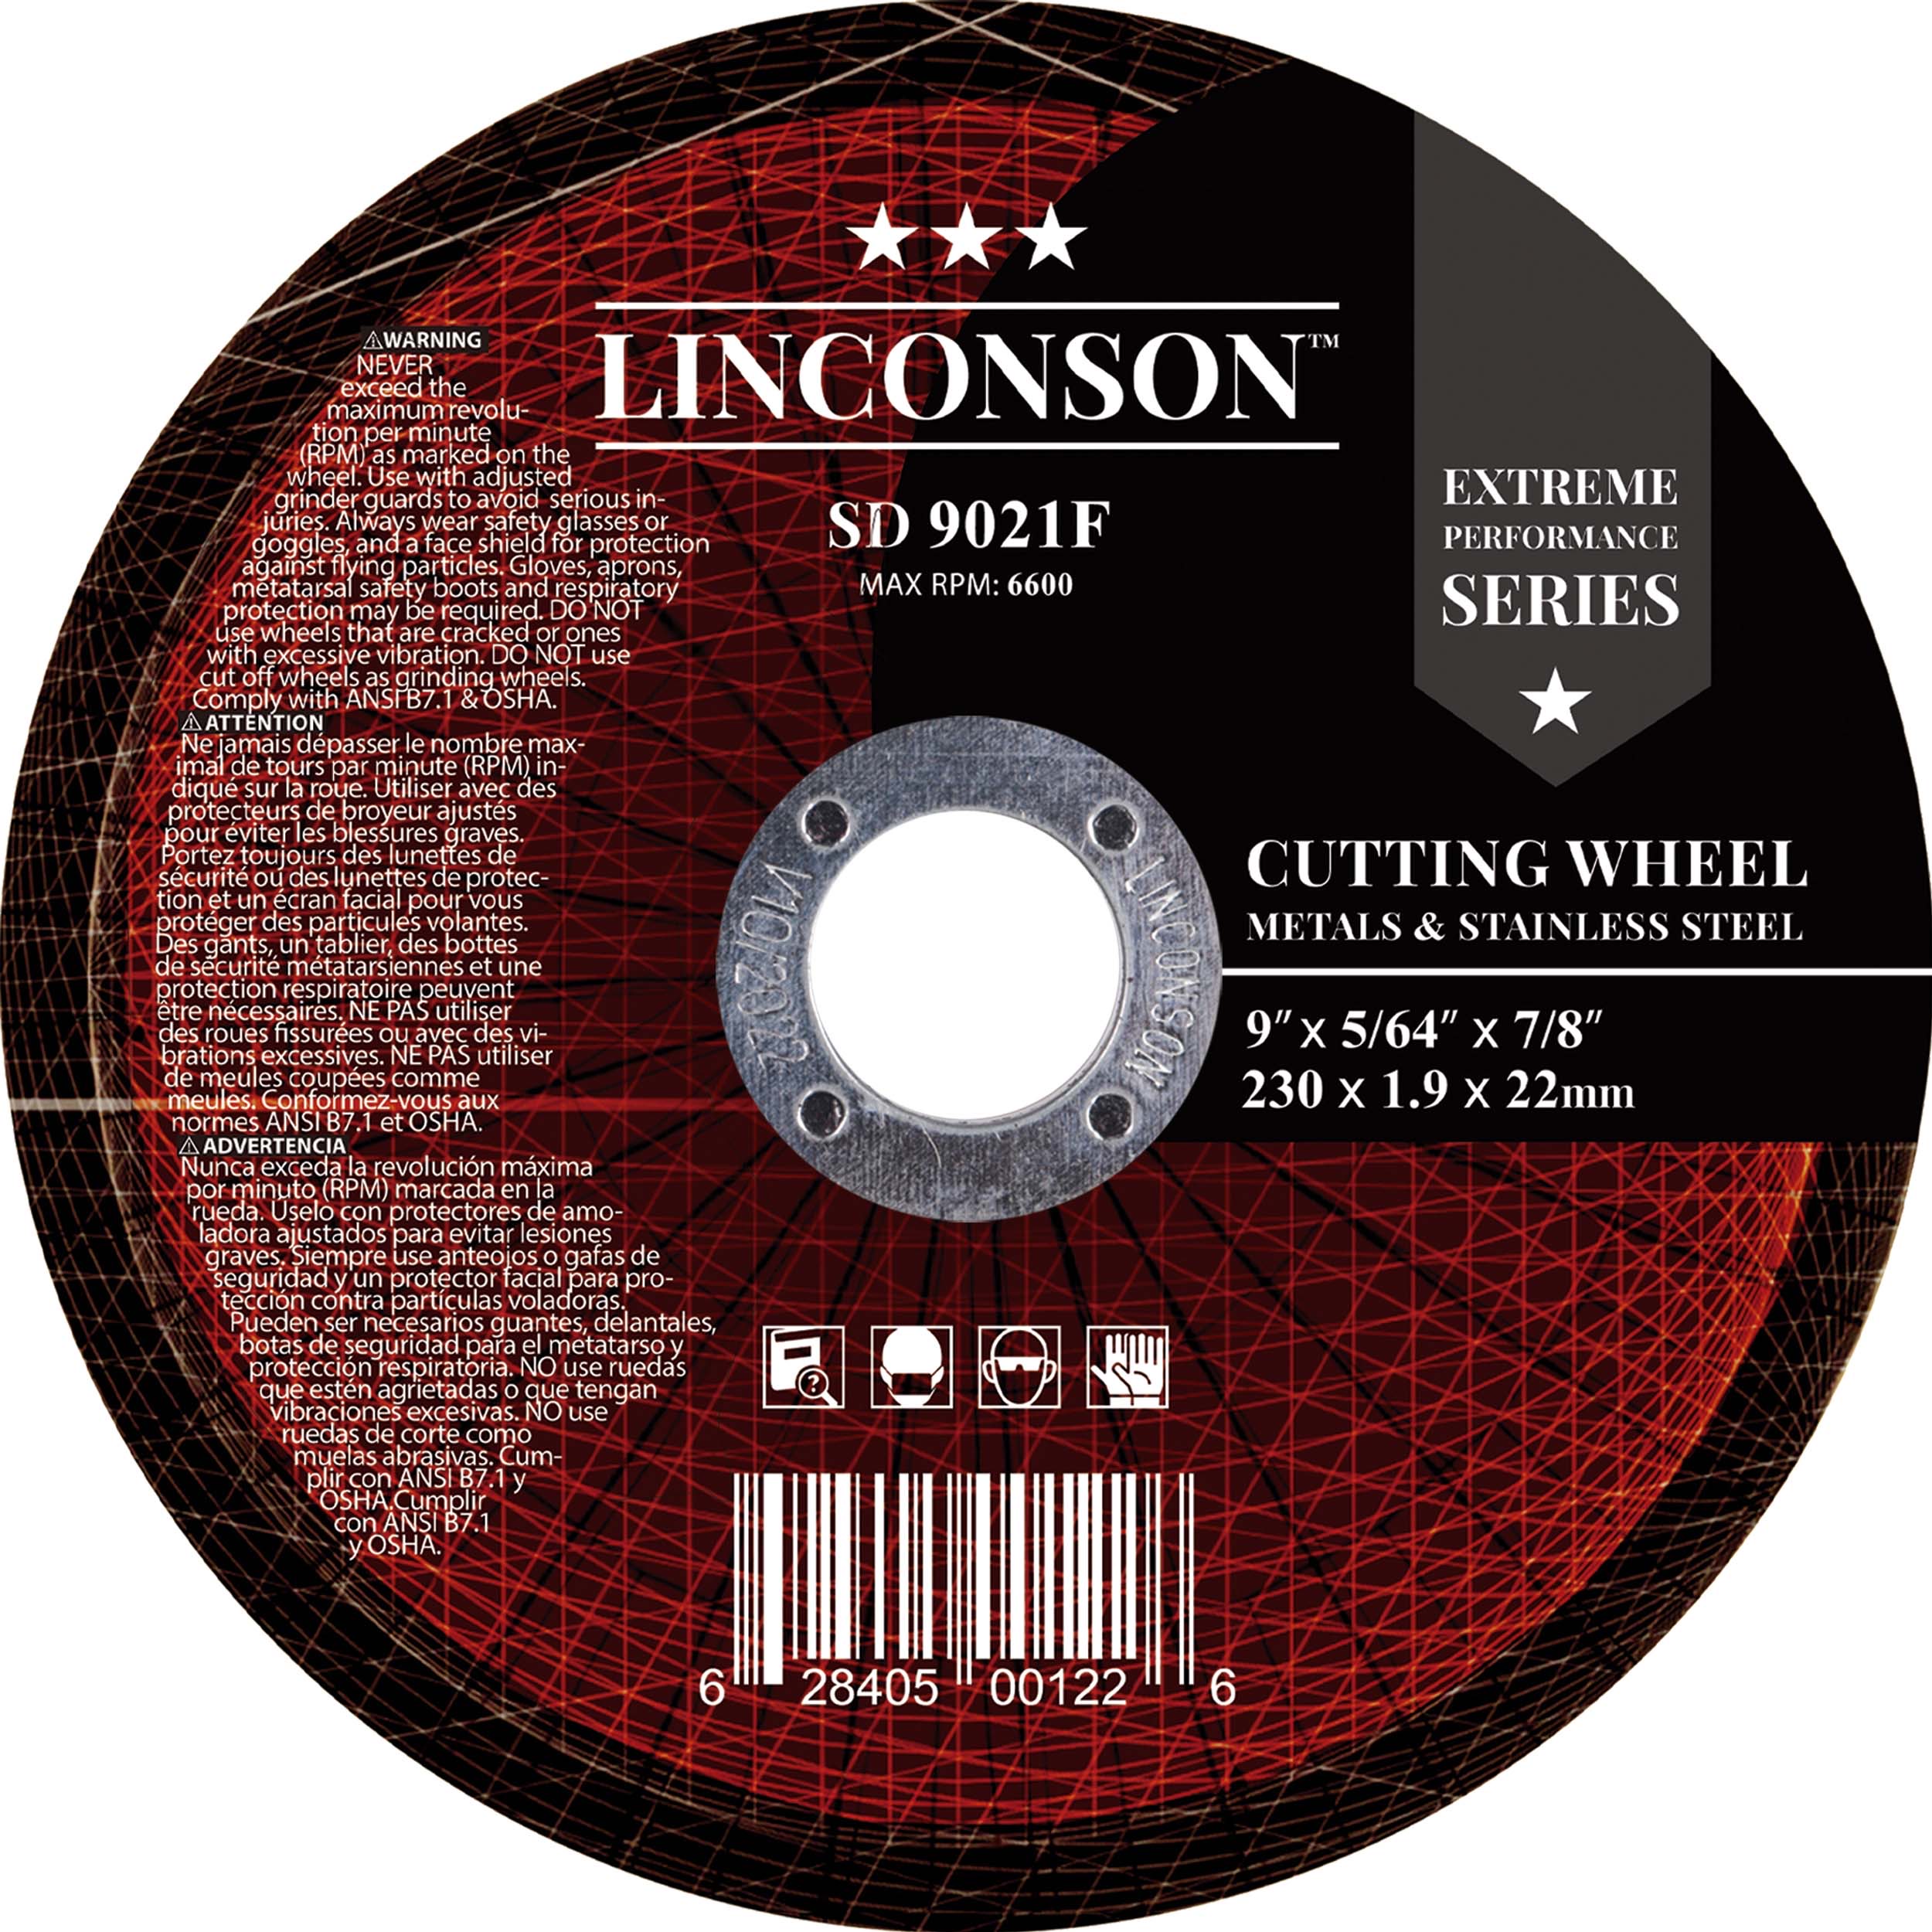 LINCONSON™
SD 9021F
MAX RPM: 6600
EXTREME
PERFORMANCE
SERIES
⚠WARNING
NEVER
exceed the
maximum revolu-
tion per minute
(RPM) as marked on the
wheel. Use with adjusted
grinder guards to avoid serious in-
juries. Always wear safety glasses or
goggles, and a face shield for protection
against flying particles. Gloves, aprons,
metatarsal safety boots and respiratory
protection may be required. DO NOT
use wheels that are cracked or ones
with excessive vibration. DO NOT use
cut off wheels as grinding wheels.
Comply with ANSI B7.1 & OSHA.
⚠ATTENTION
Ne jamais dépasser le nombre max-
imal de tours par minute (RPM) in-
diqué sur la roue. Utiliser avec des
protecteurs de broyeur ajustés
pour éviter les blessures graves.
Portez toujours des lunettes de
sécurité ou des lunettes de protec-
tion et un écran facial pour vous
protéger des particules volantes.
Des gants, un tablier, des bottes
de sécurité métatarsiennes et une
protection respiratoire peuvent
être nécessaires. NE PAS utiliser
des roues fissurées ou avec des vi-
brations excessives. NE PAS utiliser
de meules coupées comme
meules. Conformez-vous aux
normes ANSI B7.1 et OSHA.
⚠ADVERTENCIA
Nunca exceda la revolución máxima
por minuto (RPM) marcada en la
rueda. Úselo con protectores de amo-
ladora ajustados para evitar lesiones
graves. Siempre use anteojos o gafas de
seguridad y un protector facial para pro-
tección contra partículas voladoras.
Pueden ser necesarios guantes, delantales,
botas de seguridad para el metatarso y
protección respiratoria. NO use ruedas
que estén agrietadas o que tengan
vibraciones excesivas. NO use
ruedas de corte como
muelas abrasivas. Cum-
plir con ANSI B7.1 y
OSHA.Cumplir
con ANSI B7.1
y OSHA.
V10/2022
LINCONSON
CUTTING WHEEL
METALS & STAINLESS STEEL
9" x 5/64" x 7/8"
230 x 1.9 x 22mm
?
6 28405 00122 6